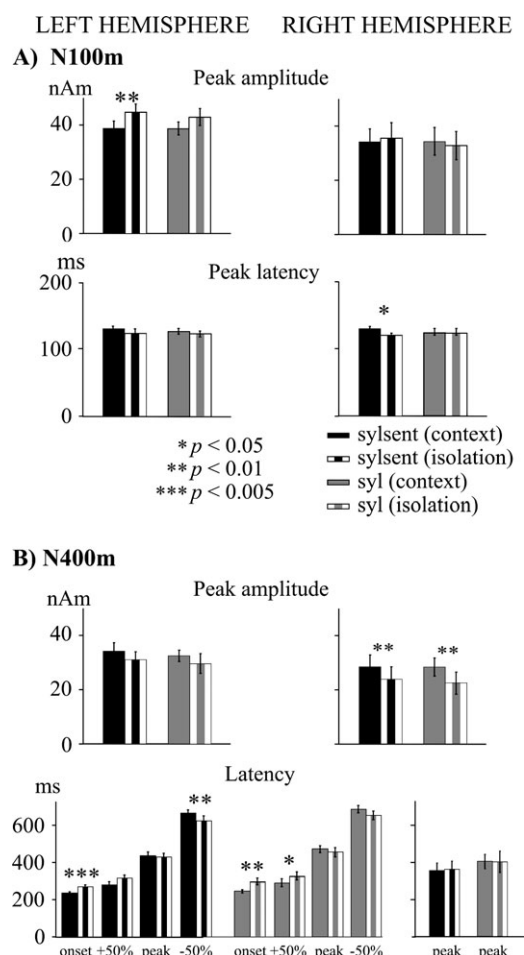 LEFT HEMISPHERE RIGHT HEMISPHERE
A) N100m
Peak amplitude
nAm
**
40
20
0
Peak latency
ms
200
*
100
0
* p < 0.05
** p < 0.01
*** p < 0.005
sylsent (context)
sylsent (isolation)
syl (context)
syl (isolation)
B) N400m
Peak amplitude
nAm
40
** **
20
0
Latency
ms
600
**
400
*** ** *
200
0
onset +50% peak -50% onset +50% peak -50% peak peak